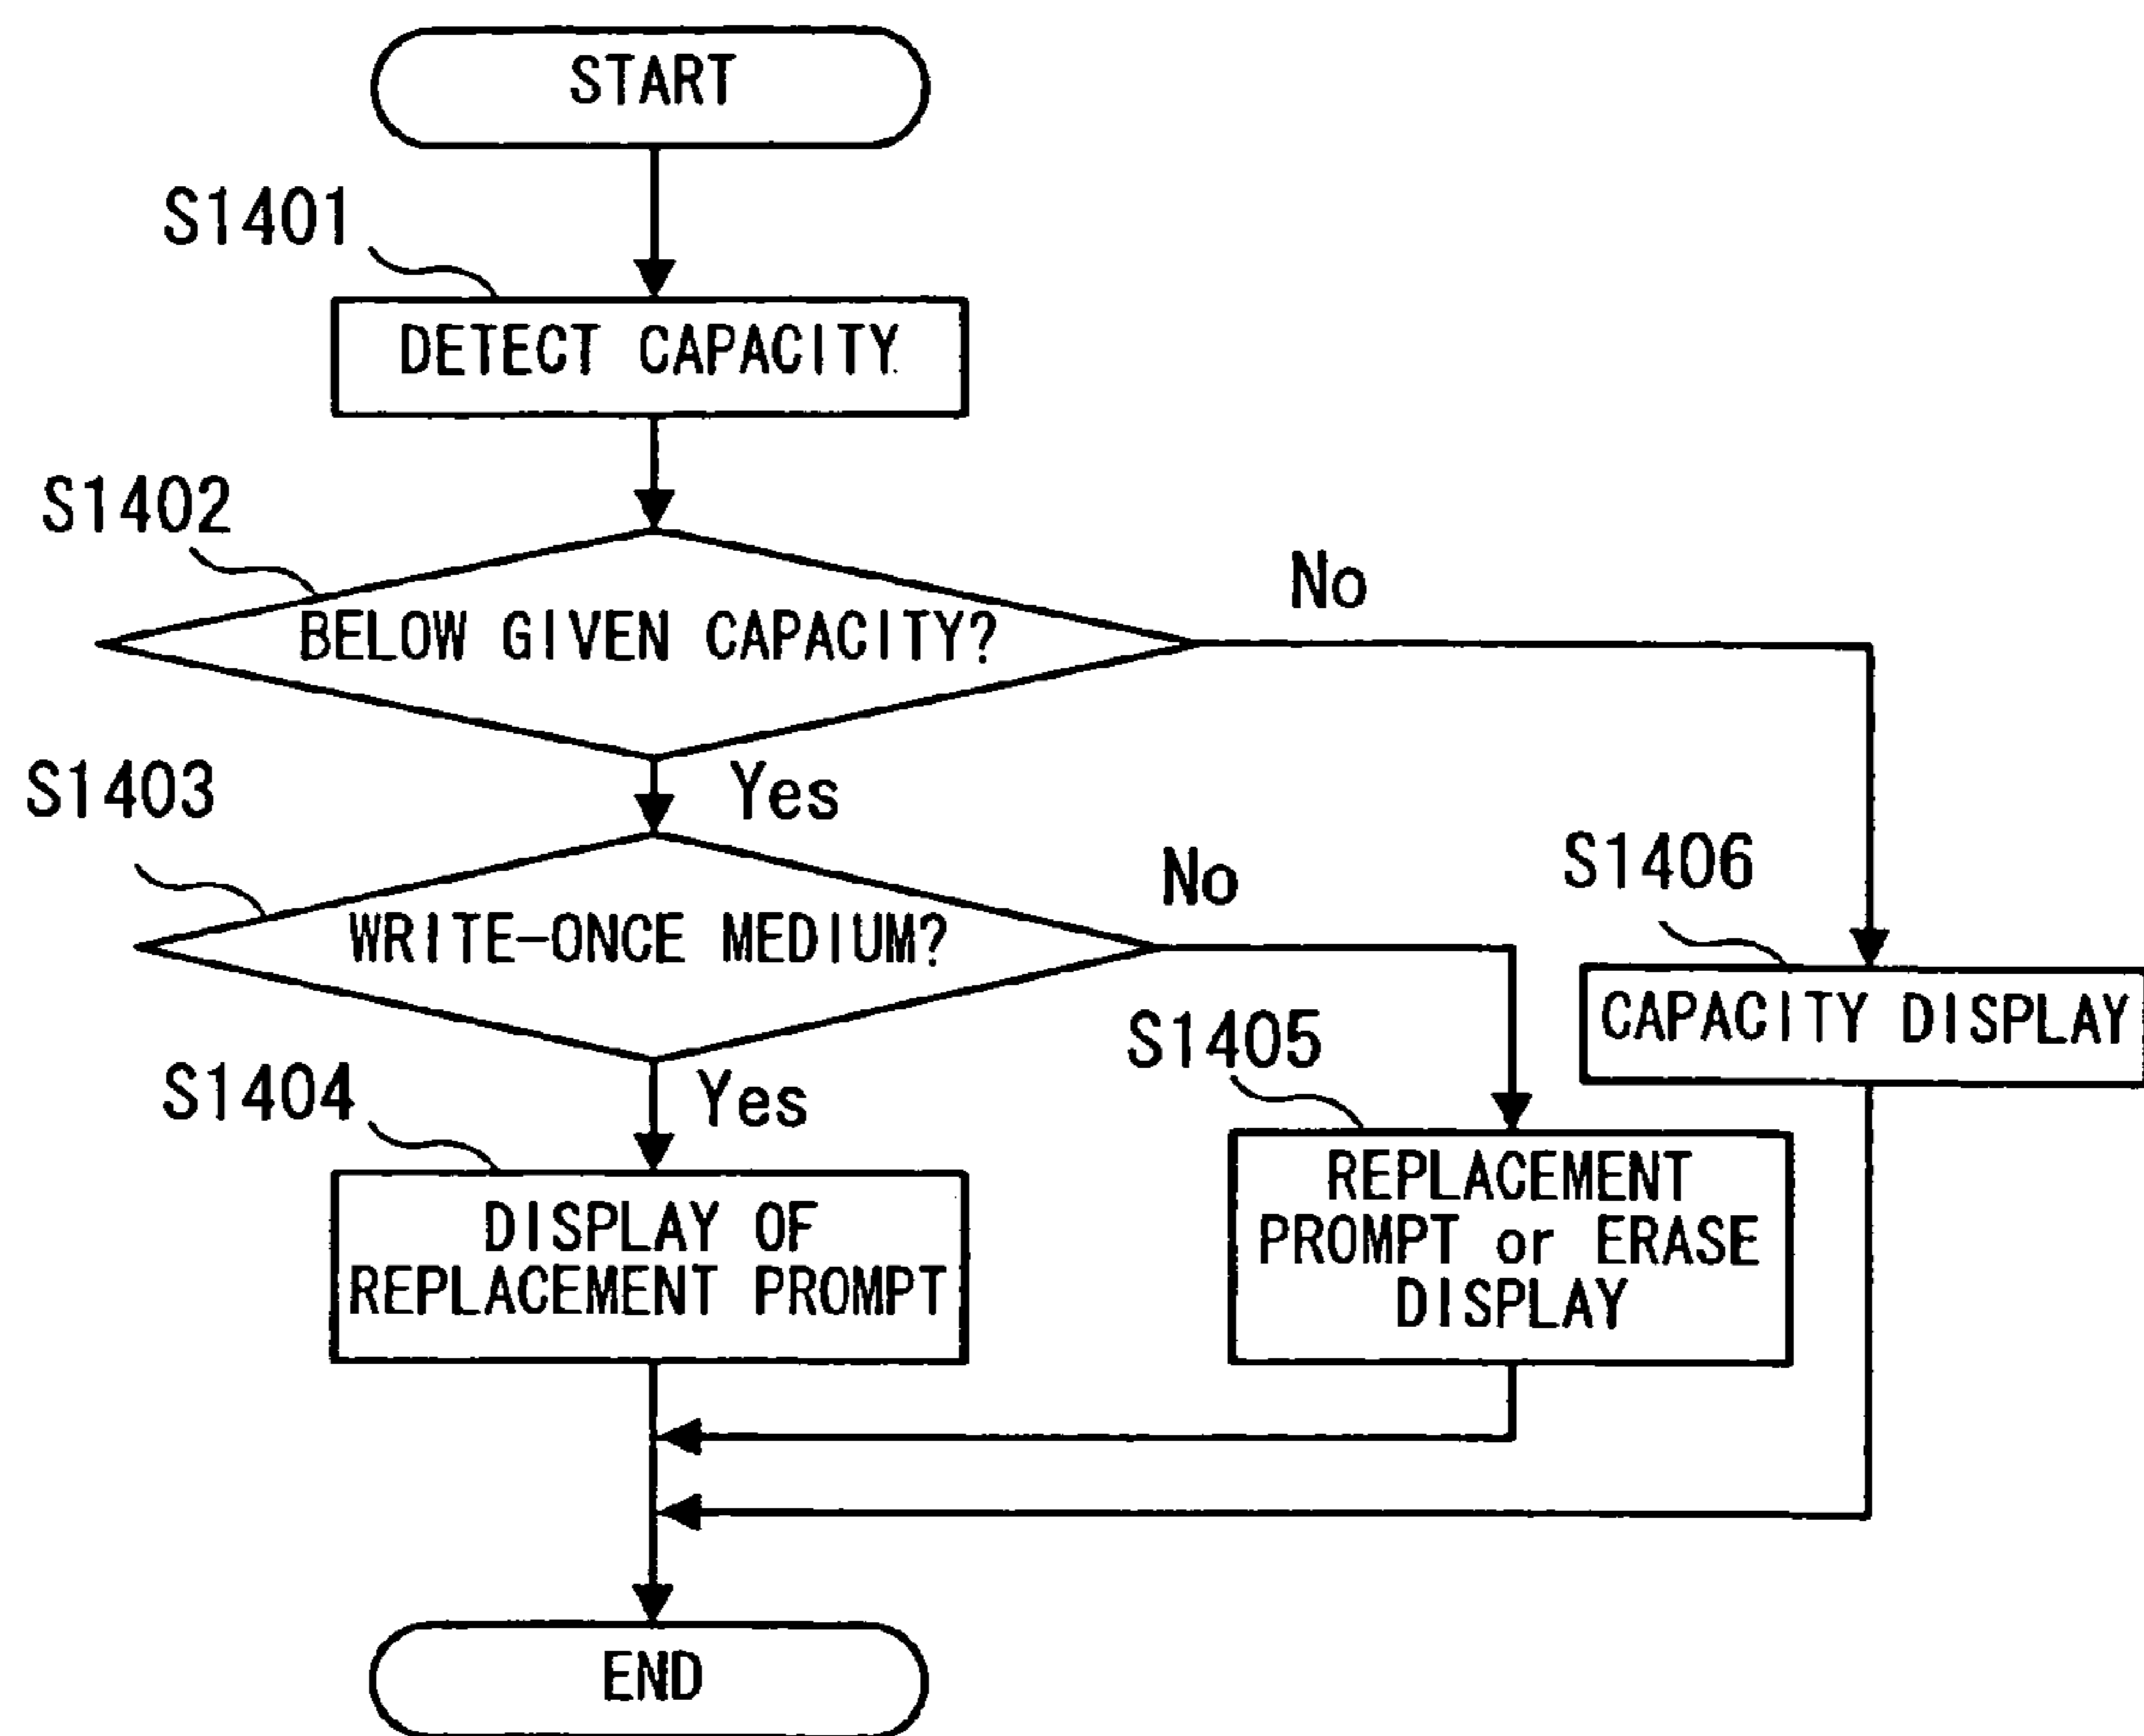 START
S1401
DETECT CAPACITY
S1402
No
BELOW GIVEN CAPACITY?
S1403
Yes
No
S1406
WRITE-ONCE MEDIUM?
CAPACITY DISPLAY
S1405
S1404
Yes
REPLACEMENT
PROMPT or ERASE
DISPLAY
DISPLAY OF
REPLACEMENT PROMPT
END